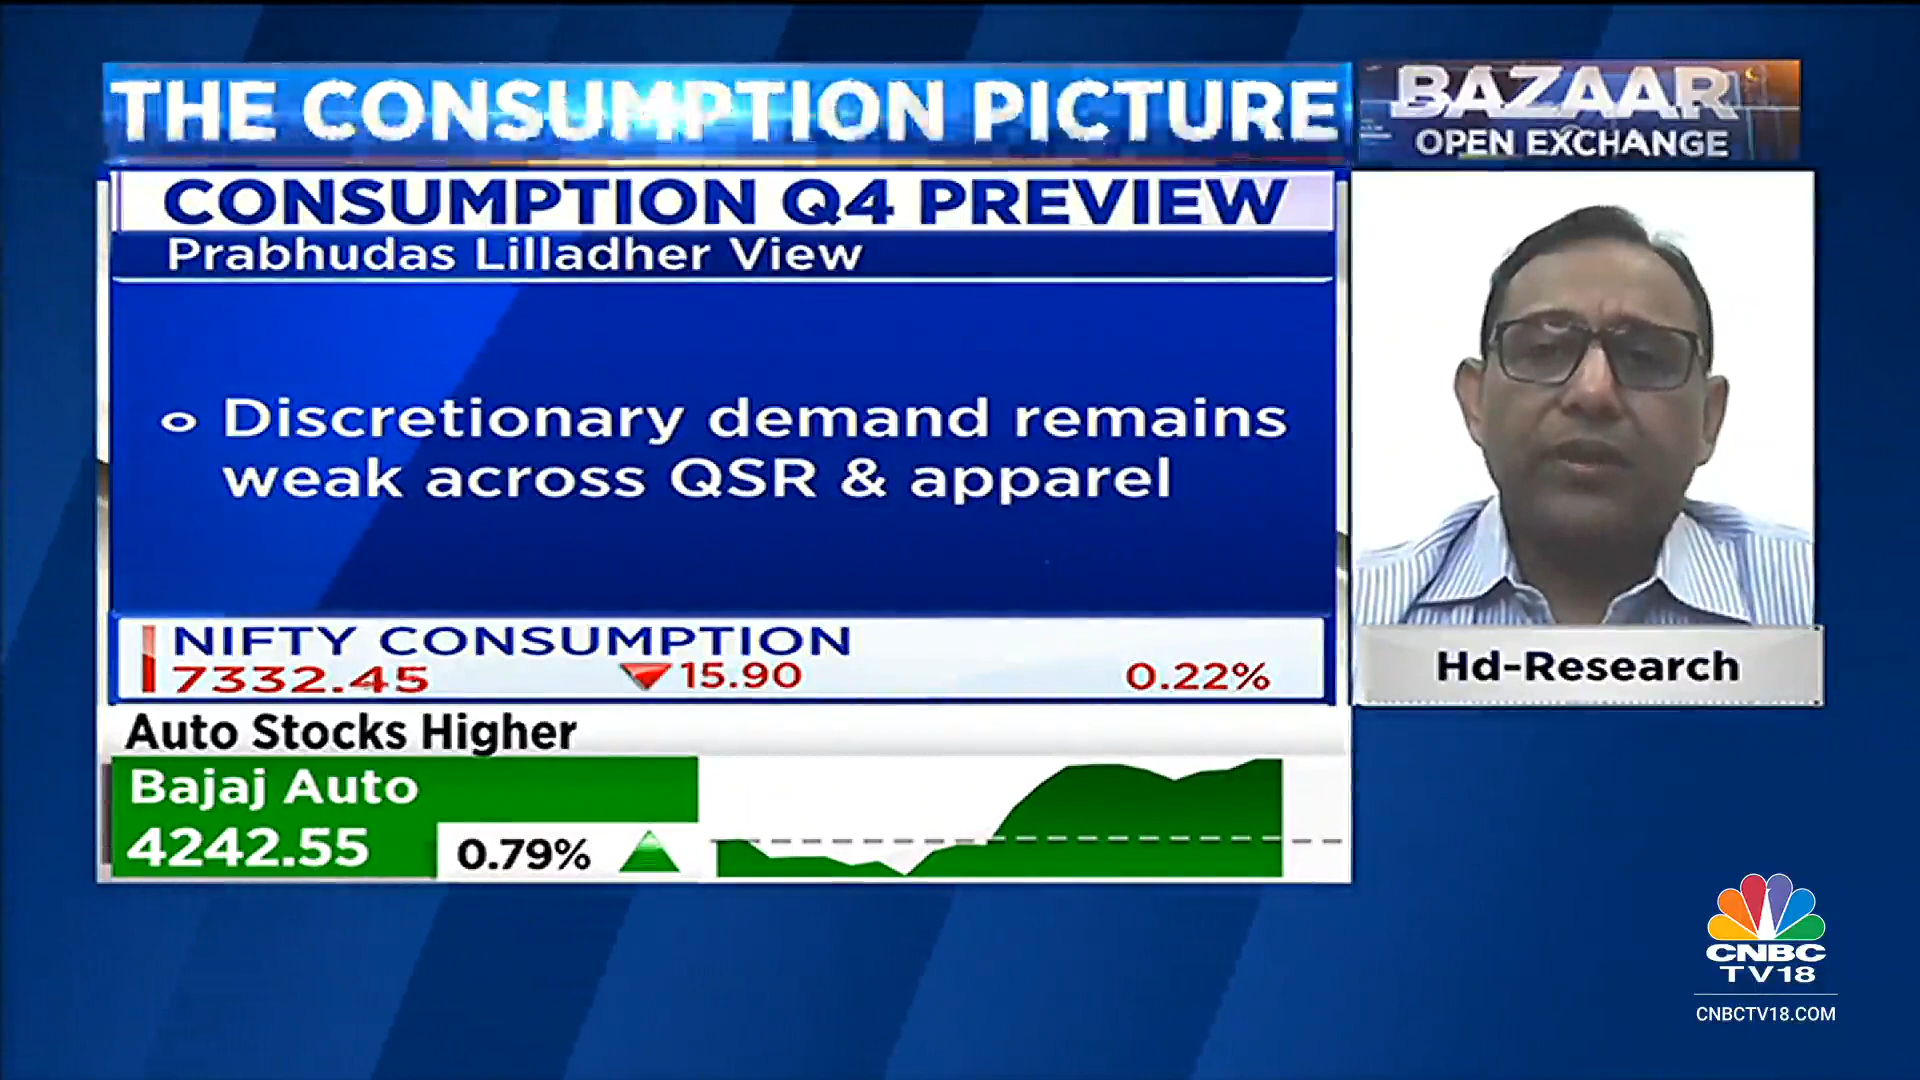 THE CONSUMPTION PICTURE
BAZAAR
OPEN EXCHANGE
CONSUMPTION Q4 PREVIEW
Prabhudas Lilladher View
Discretionary demand remains
weak across QSR & apparel
NIFTY CONSUMPTION
7332.45 15.90 0.22%
Hd-Research
Auto Stocks Higher
Bajaj Auto
4242.55 0.79%
CNBC
TV18
CNBCTV18.COM